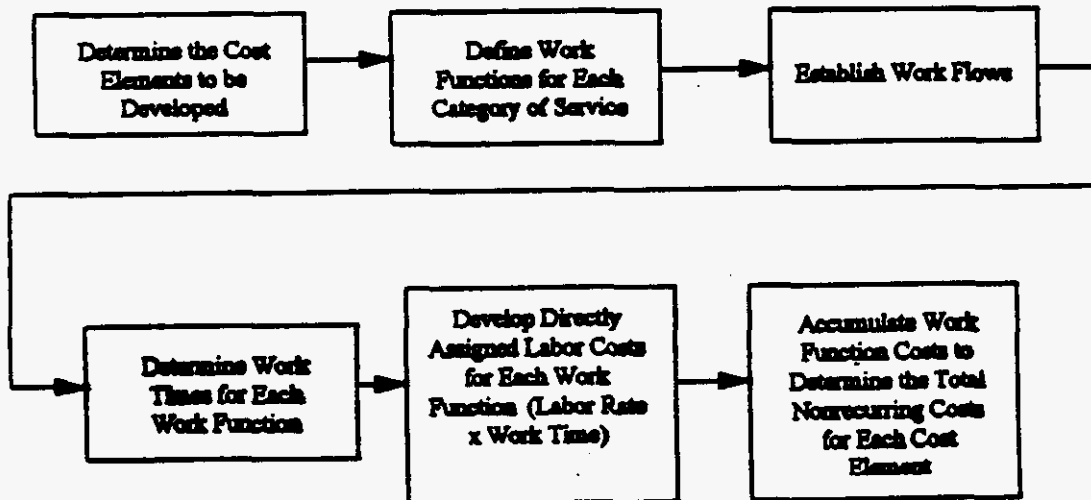 Determine the Cost
Elements to be
Developed
Define Work
Functions for Each
Category of Service
Establish Work Flows
Determine Work
Times for Each
Work Function
Develop Directly
Assigned Labor Costs
for Each Work
Function (Labor Rate
x Work Time)
Accumulate Work
Function Costs to
Determine the Total
Nonrecurring Costs
for Each Cost
Element